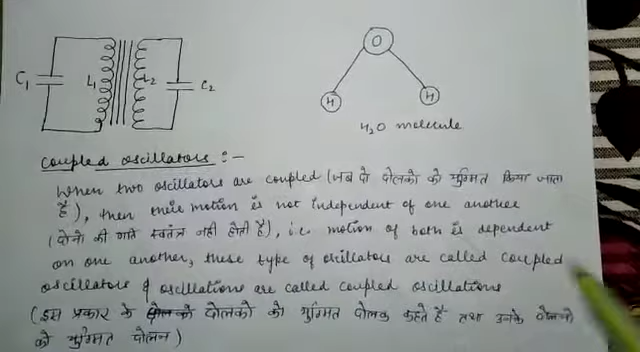 C₁ L₁ L₂ C₂
O
H H
H₂O molecule
Coupled oscillators :-
When two oscillators are coupled (जब दो दोलकों को युग्मित किया जाता
है), then their motion is not independent of one another
(दोनो की गति स्वतंत्र नही होती है), i.e. motion of both is dependent
on one another, these type of oscillators are called coupled
oscillators & oscillations are called coupled oscillations
(इस प्रकार के दोलको को युग्मित दोलक कहते है तथा उनके दोलनो
को युग्मित दोलन)